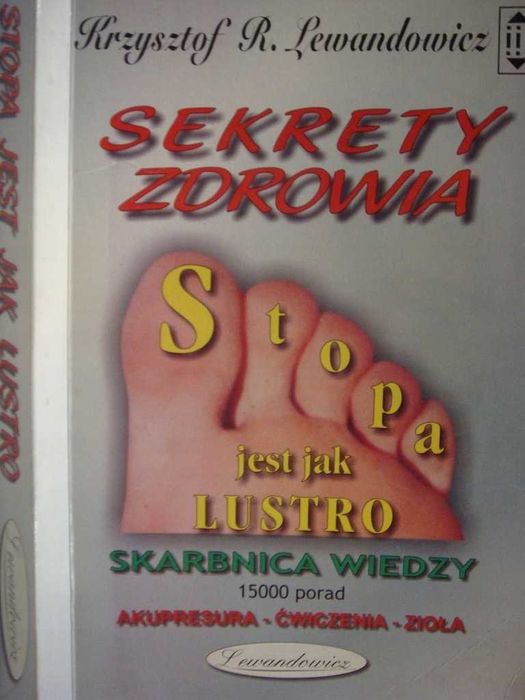 Krzysztof R. Lewandowicz
SEKRETY
ZDROWIA
Stopa
jest jak
LUSTRO
SKARBNICA WIEDZY
15000 porad
AKUPRESURA - ĆWICZENIA - ZIOŁA
Lewandowicz
STOPA JEST JAK LUSTRO
Lewandowicz